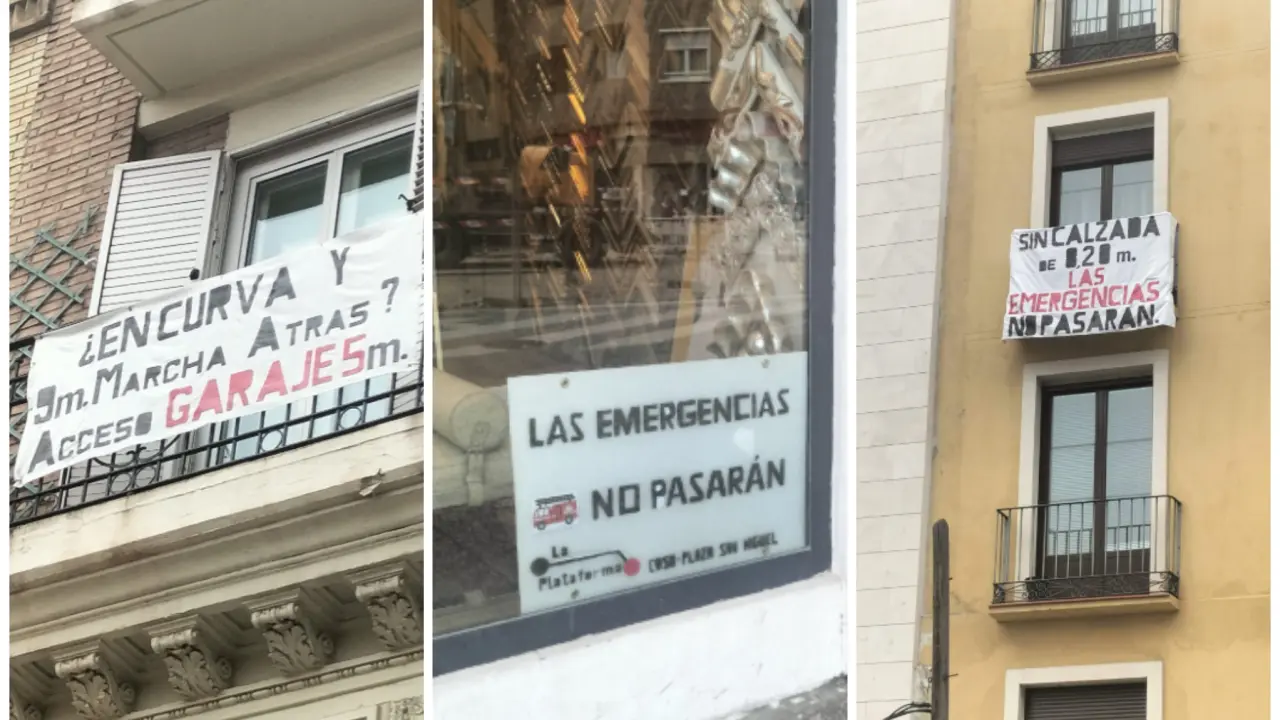 ¿EN CURVA Y
9m. MARCHA ATRAS?
ACCESO GARAJE 5m.
LAS EMERGENCIAS
NO PASARÁN
La
Plataforma
COSO-PLAZA SAN MIGUEL
SIN CALZADA
DE 8,20 m.
LAS
EMERGENCIAS
NO PASARAN.